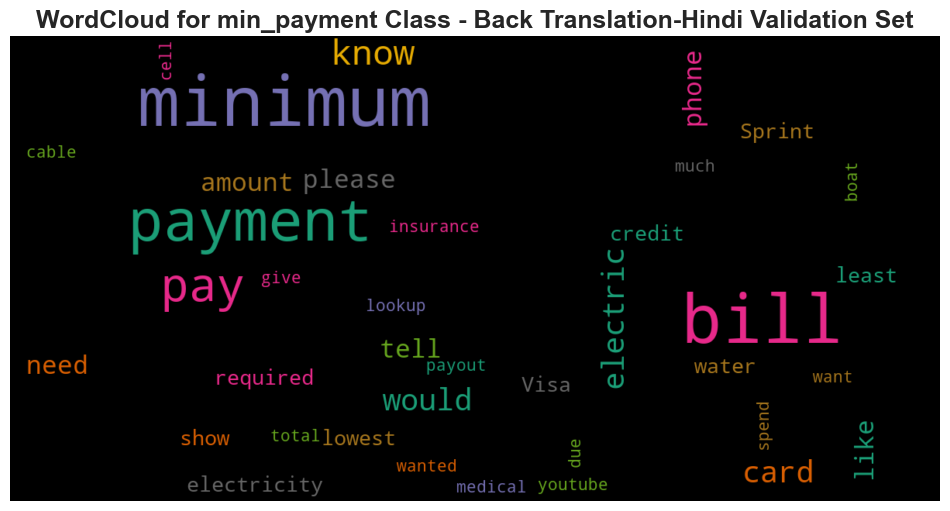 WordCloud for min_payment Class - Back Translation-Hindi Validation Set
cell
know
minimum
phone
Sprint
cable
much
boat
amount
please
payment
insurance
credit
electric
pay
give
least
lookup
bill
tell
need
payout
water
required
Visa
want
would
spend
like
show
total
lowest
due
wanted
card
electricity
medical
youtube